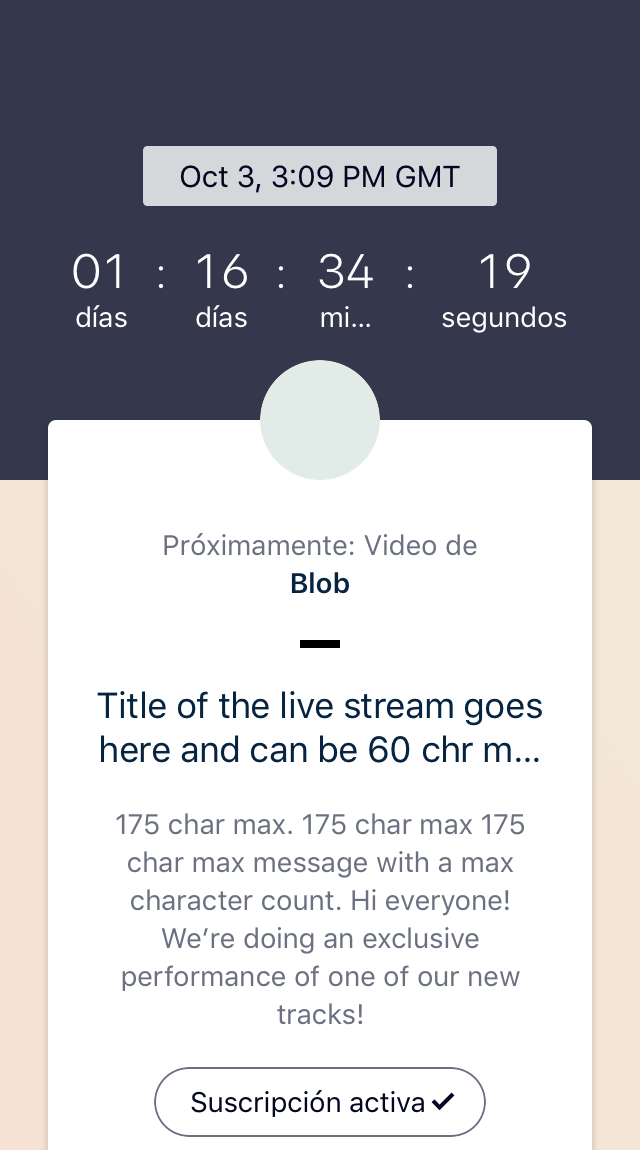 Oct 3, 3:09 PM GMT
01 : 16 : 34 : 19
días días mi... segundos
Próximamente: Video de
Blob
Title of the live stream goes
here and can be 60 chr m...
175 char max. 175 char max 175
char max message with a max
character count. Hi everyone!
We’re doing an exclusive
performance of one of our new
tracks!
Suscripción activa ✓